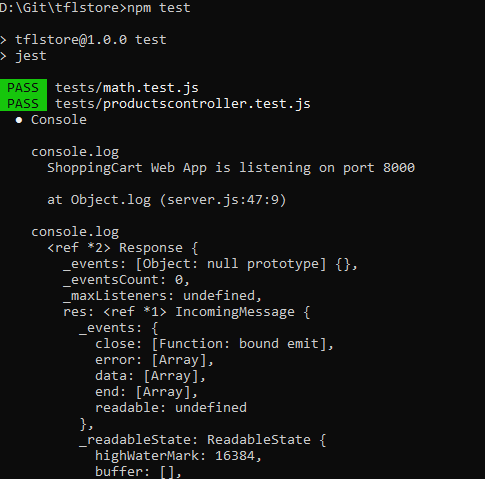 D:\Git\tflstore>npm test
> tflstore@1.0.0 test
> jest
PASS tests/math.test.js
PASS tests/productscontroller.test.js
● Console
console.log
ShoppingCart Web App is listening on port 8000
at Object.log (server.js:47:9)
console.log
<ref *2> Response {
_events: [Object: null prototype] {},
_eventsCount: 0,
_maxListeners: undefined,
res: <ref *1> IncomingMessage {
_events: {
close: [Function: bound emit],
error: [Array],
data: [Array],
end: [Array],
readable: undefined
},
_readableState: ReadableState {
highWaterMark: 16384,
buffer: [],